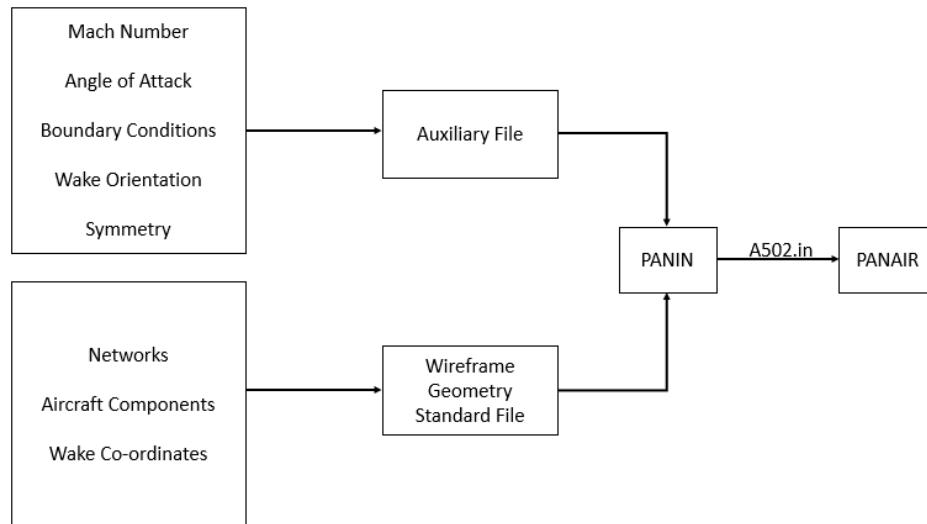 Mach Number
Angle of Attack
Boundary Conditions
Wake Orientation
Symmetry
Auxiliary File
PANIN
A502.in
PANAIR
Networks
Aircraft Components
Wake Co-ordinates
Wireframe
Geometry
Standard File